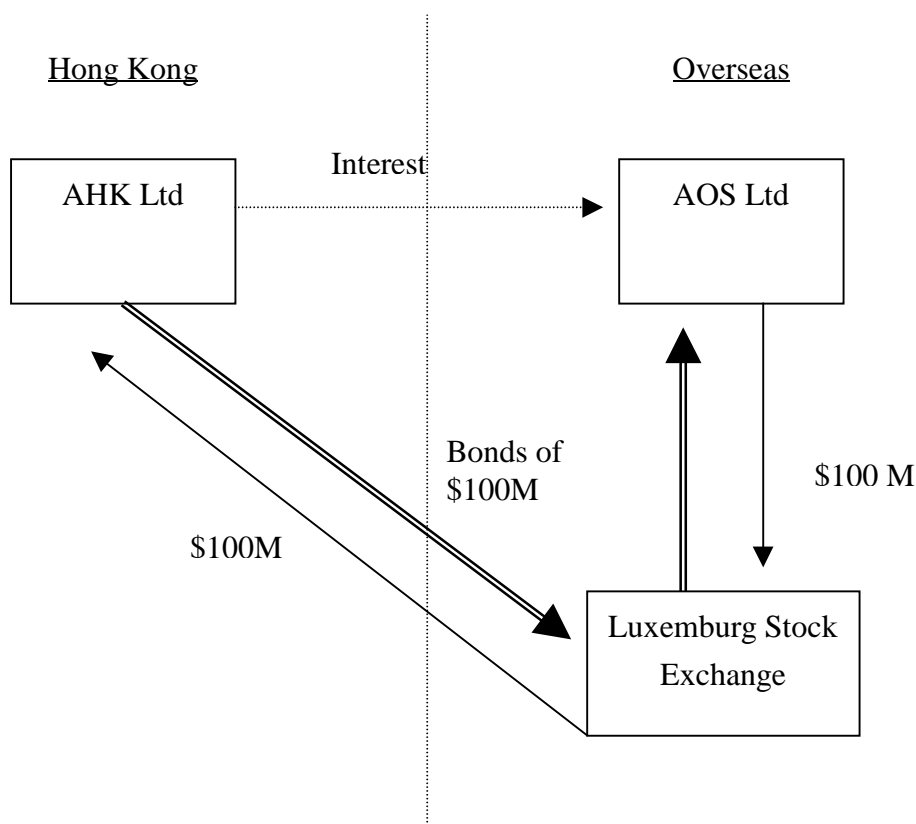 Hong Kong
Overseas
Interest
AHK Ltd
AOS Ltd
Bonds of
$100M
$100 M
$100M
Luxemburg Stock
Exchange